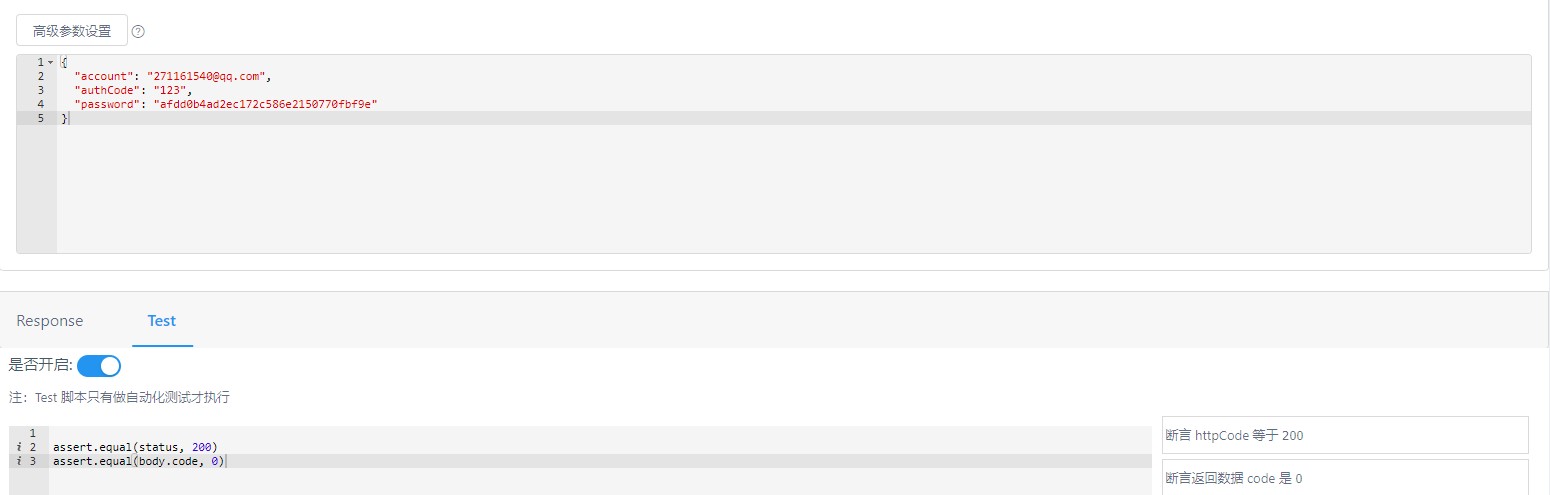 高级参数设置 ?
1 {
2 "account": "271161540@qq.com",
3 "authCode": "123",
4 "password": "afdd0b4ad2ec172c586e2150770fbf9e"
5 }
Response Test
是否开启:
注：Test 脚本只有做自动化测试才执行
1
i 2 assert.equal(status, 200)
i 3 assert.equal(body.code, 0)
断言 httpCode 等于 200
断言返回数据 code 是 0